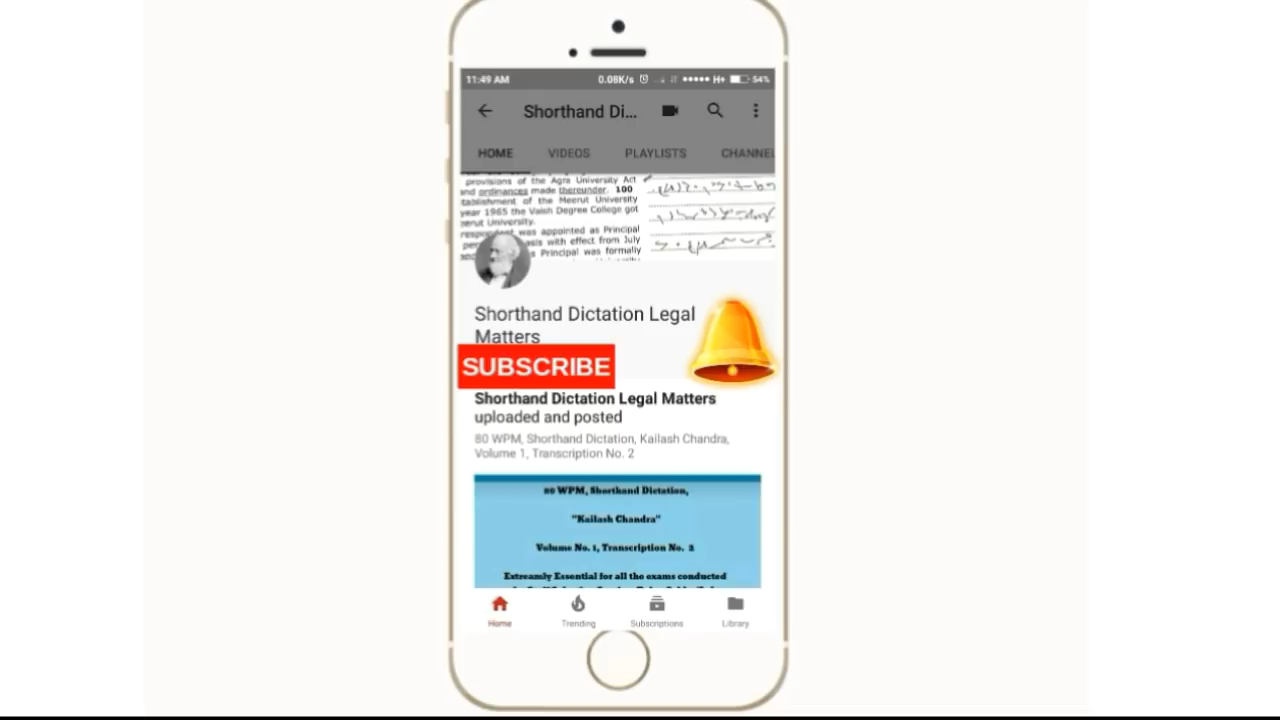 11:49 AM 0.08K/s H+ 54%
Shorthand Di...
HOME VIDEOS PLAYLISTS CHANNEL
provisions of the Agra University Act
and ordinances made thereunder. 100
tablishment of the Meerut University
year 1965 the Vaish Degree College got
erut University.
was appointed as Principal
asis with effect from July
s Principal was formally
Shorthand Dictation Legal
Matters
SUBSCRIBE
Shorthand Dictation Legal Matters
uploaded and posted
80 WPM, Shorthand Dictation, Kailash Chandra,
Volume 1, Transcription No. 2
80 WPM, Shorthand Dictation,
"Kailash Chandra"
Volume No. 1, Transcription No. 2
Extreamly Essential for all the exams conducted
Home Trending Subscriptions Library